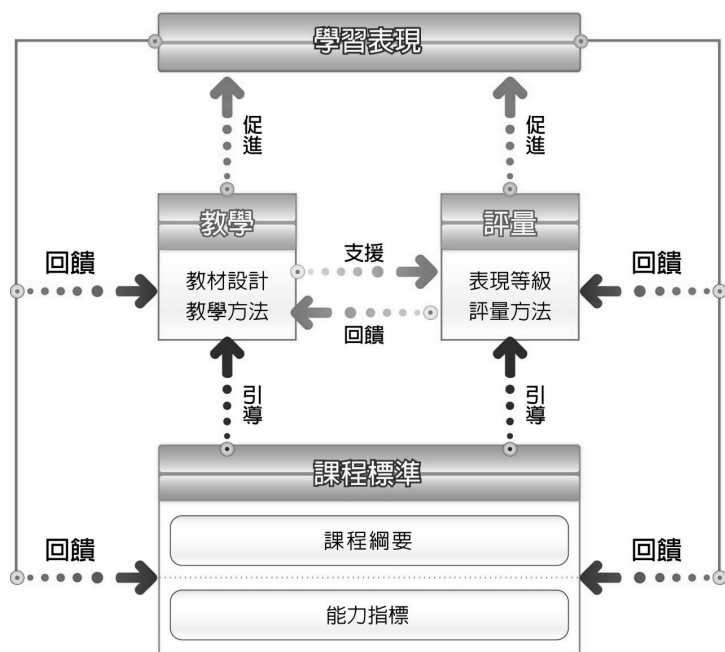 學習表現
促進
促進
教學
評量
回饋
教材設計
教學方法
支援
回饋
表現等級
評量方法
回饋
引導
引導
課程標準
回饋
課程綱要
回饋
能力指標